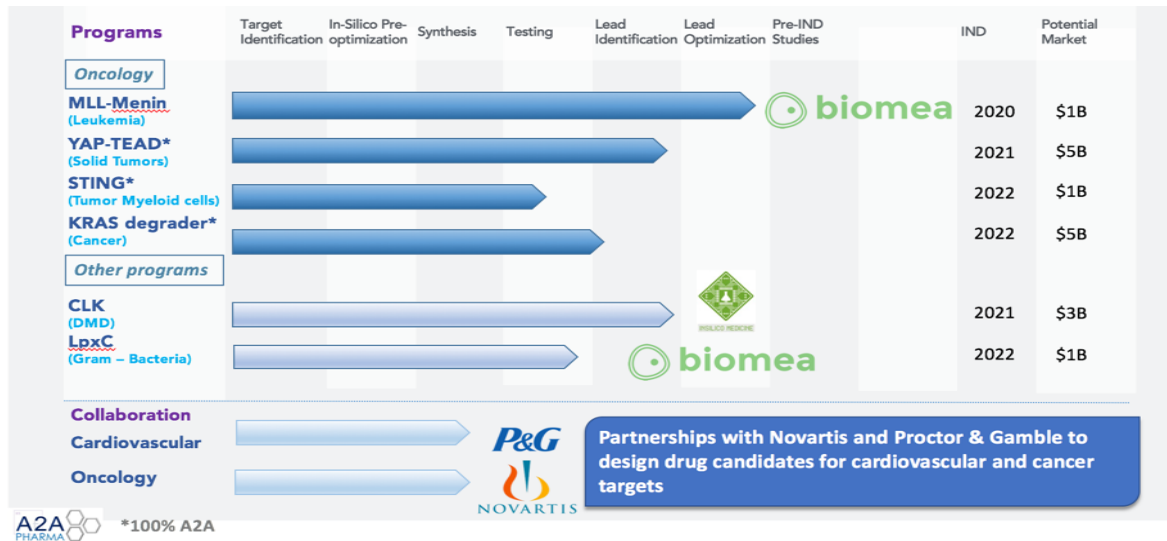 Programs
Target Identification
In-Silico Pre-optimization
Synthesis
Testing
Lead Identification
Lead Optimization
Pre-IND Studies
IND
Potential Market
Oncology
MLL-Menin
(Leukemia)
biomea
2020 $1B
YAP-TEAD*
(Solid Tumors)
2021 $5B
STING*
(Tumor Myeloid cells)
2022 $1B
KRAS degrader*
(Cancer)
2022 $5B
Other programs
CLK
(DMD)
INSILICO MEDICINE
2021 $3B
LpxC
(Gram – Bacteria)
biomea
2022 $1B
Collaboration
Cardiovascular
P&G
Oncology
NOVARTIS
Partnerships with Novartis and Proctor & Gamble to
design drug candidates for cardiovascular and cancer
targets
A2A
PHARMA
*100% A2A